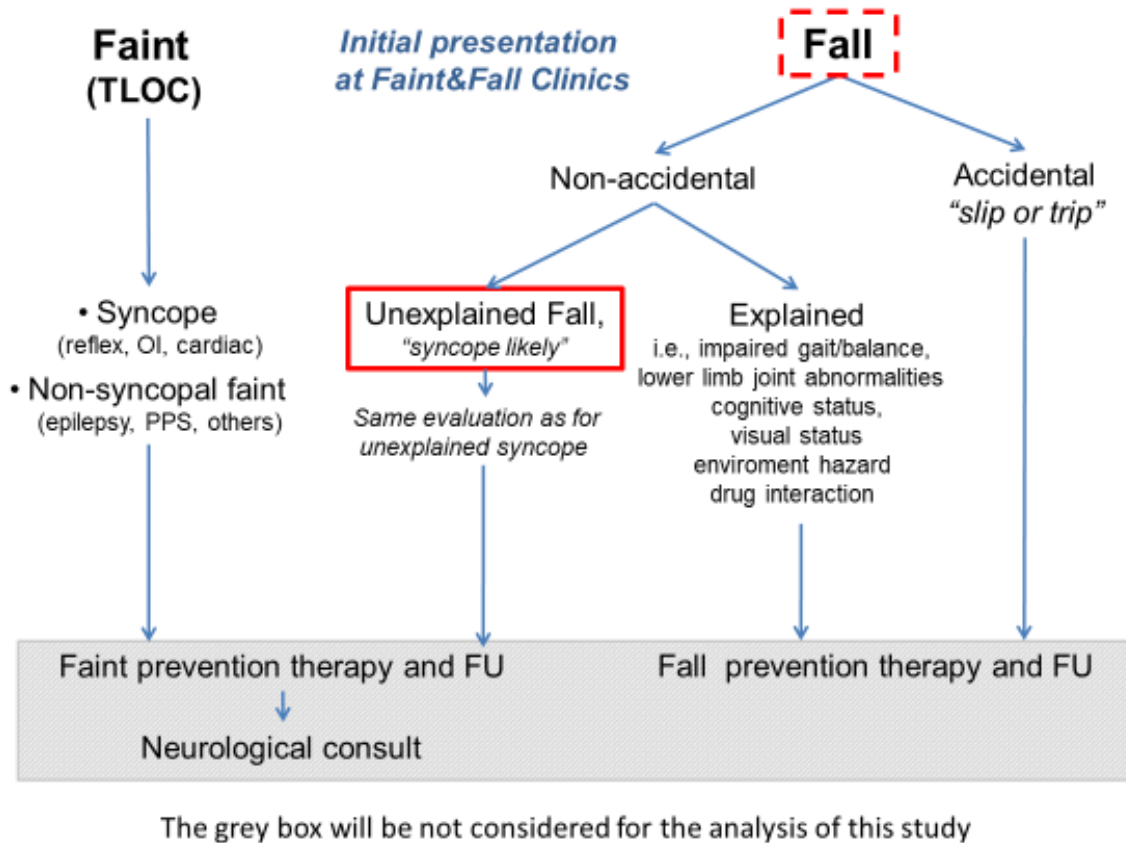 Faint
(TLOC)
Initial presentation
at Faint&Fall Clinics
Fall
Non-accidental
Accidental
“slip or trip”
• Syncope
(reflex, OI, cardiac)
• Non-syncopal faint
(epilepsy, PPS, others)
Unexplained Fall,
“syncope likely”
Same evaluation as for
unexplained syncope
Explained
i.e., impaired gait/balance,
lower limb joint abnormalities
cognitive status,
visual status
enviroment hazard
drug interaction
Faint prevention therapy and FU
Neurological consult
Fall prevention therapy and FU
The grey box will be not considered for the analysis of this study